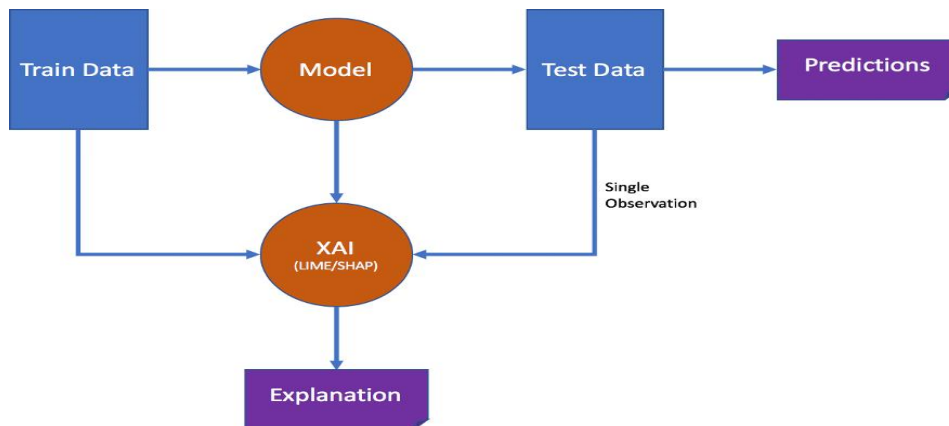 Train Data
Model
Test Data
Predictions
Single
Observation
XAI
(LIME/SHAP)
Explanation